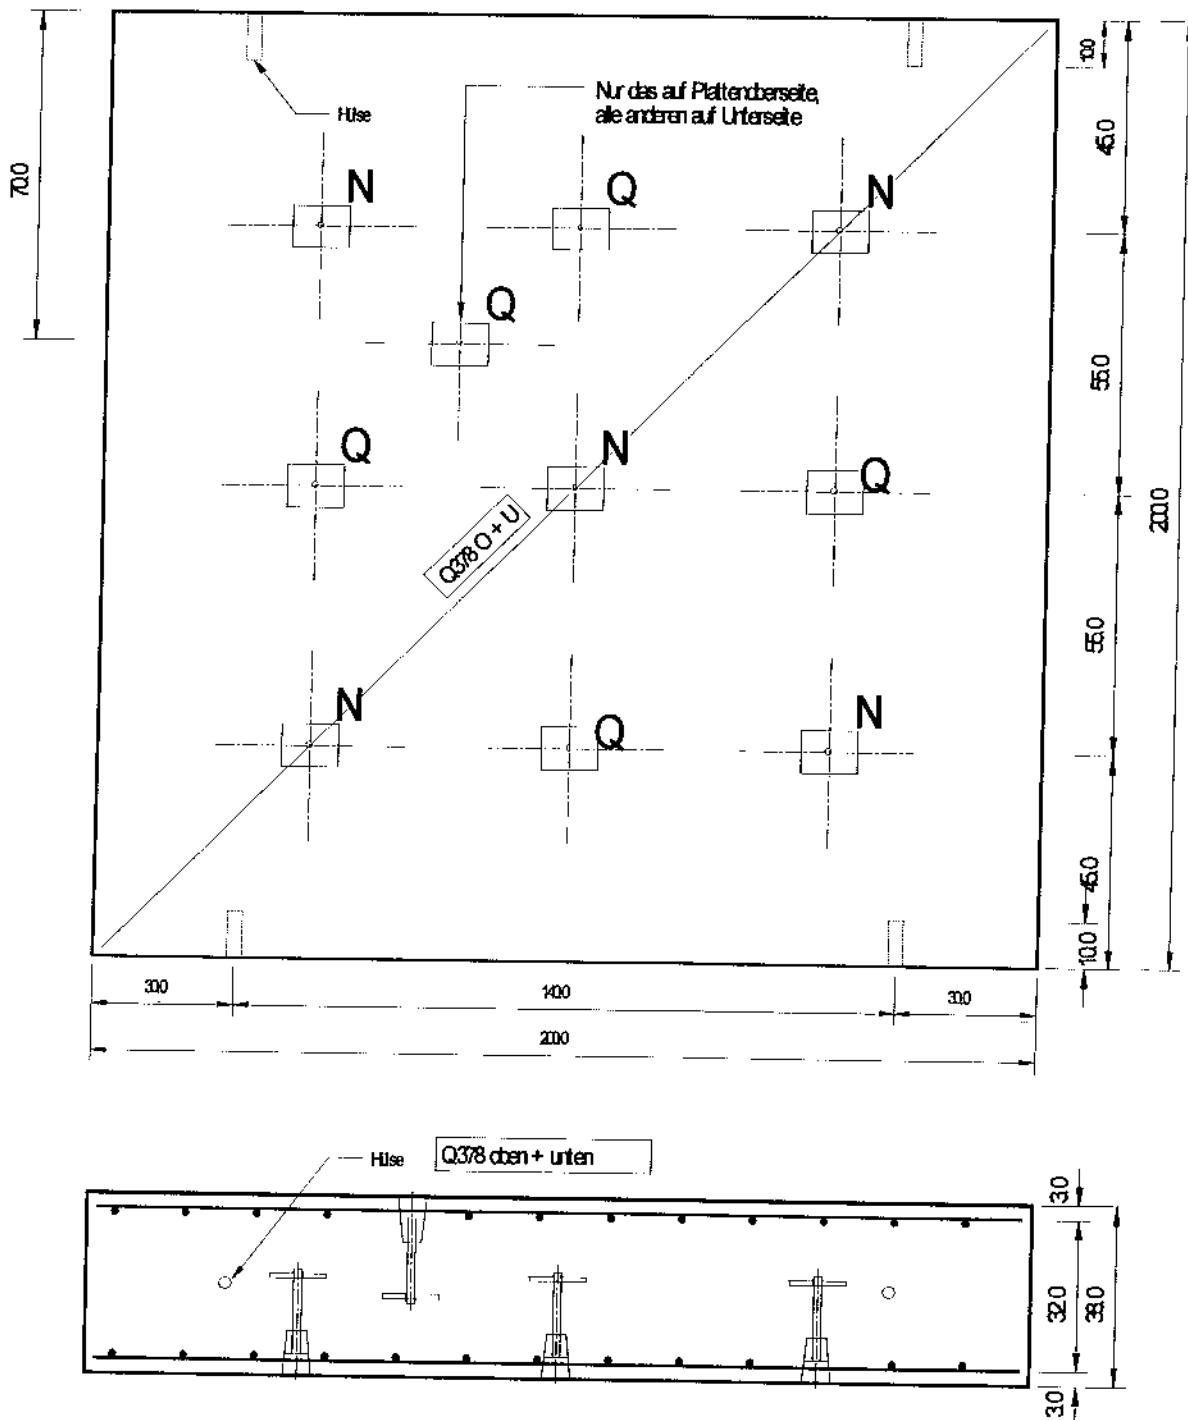 Hülse
Nur das auf Plattenoberseite,
alle anderen auf Unterseite
10.0
45.0
70.0
N
Q
N
Q
55.0
Q
N
Q
200.0
Q378 O + U
55.0
N
Q
N
45.0
10.0
30.0
140.0
30.0
200.0
Hülse
Q378 oben + unten
3.0
32.0
38.0
3.0